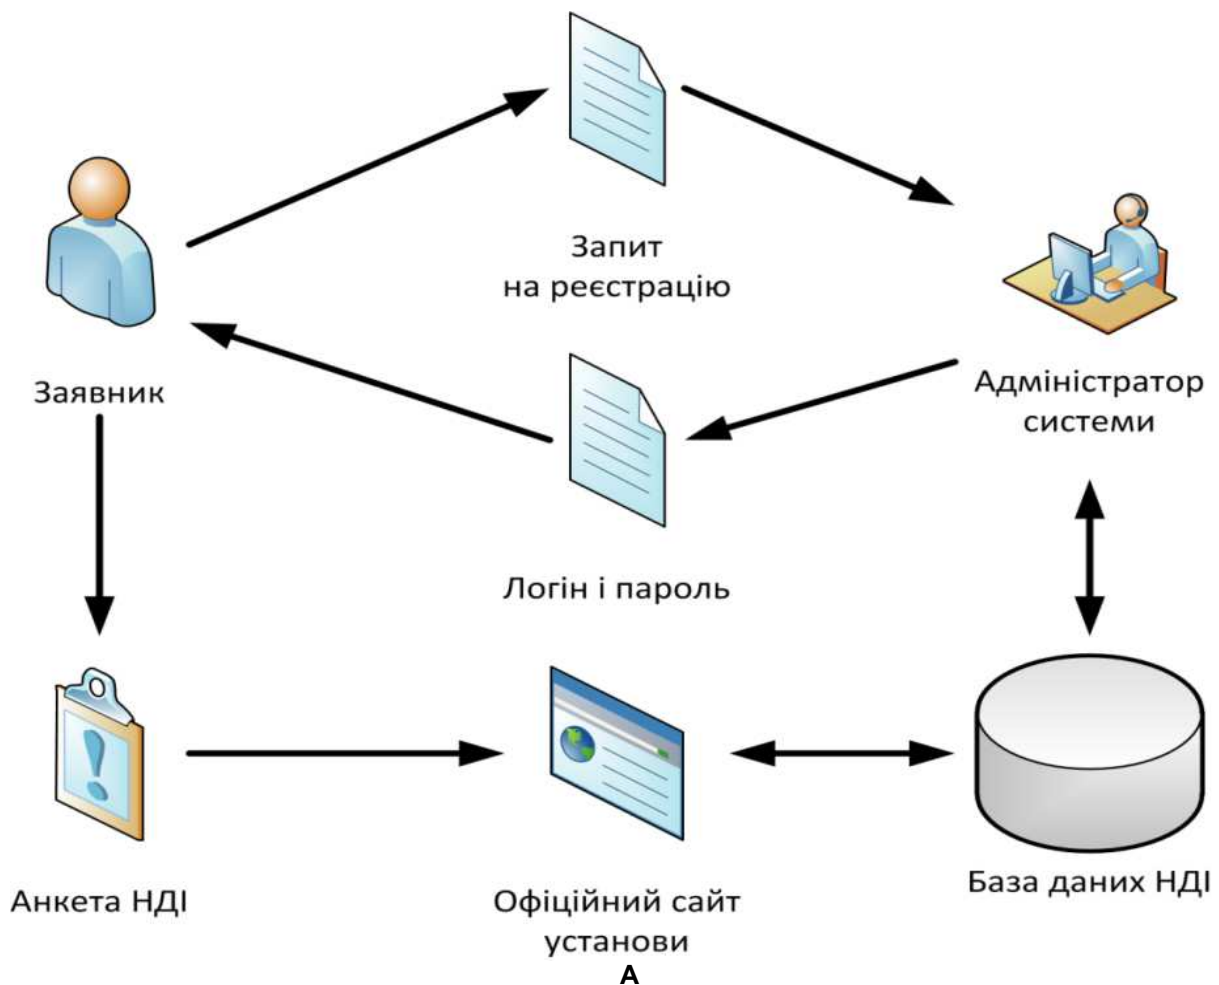 Запит
на реєстрацію
Заявник
Адміністратор
системи
Логін і пароль
Анкета НДІ
Офіційний сайт
установи
База даних НДІ
А